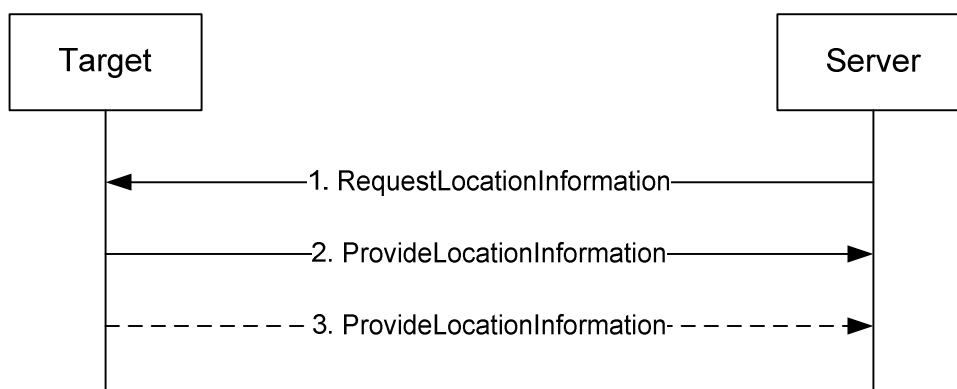 Target
Server
1. RequestLocationInformation
2. ProvideLocationInformation
3. ProvideLocationInformation